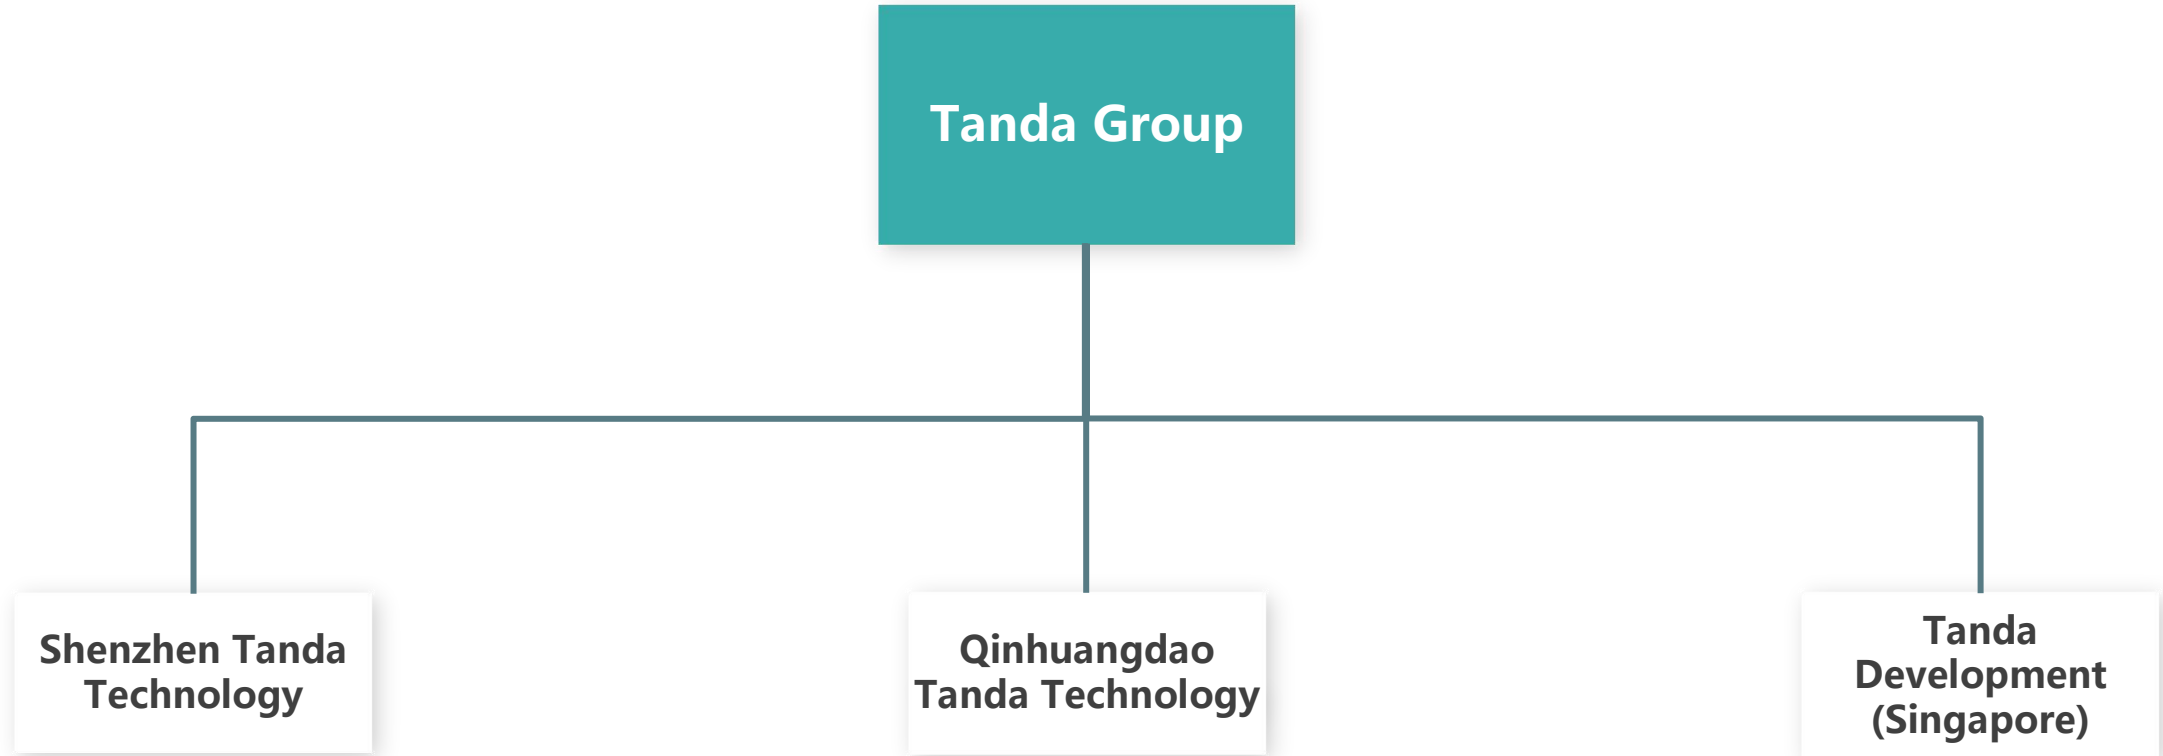 Tanda Group
Shenzhen Tanda
Technology
Qinhuangdao
Tanda Technology
Tanda
Development
(Singapore)